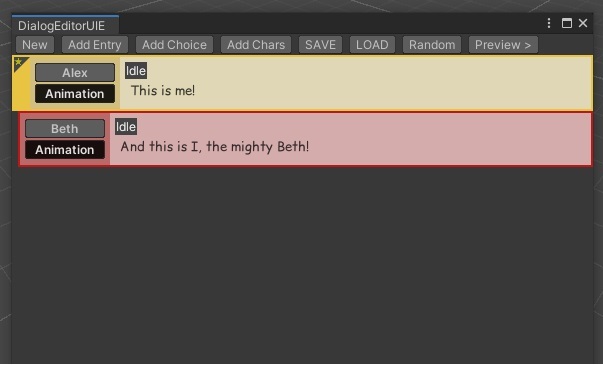 DialogEditorUIE
New Add Entry Add Choice Add Chars SAVE LOAD Random Preview >
Alex Idle
Animation This is me!
Beth Idle
Animation And this is I, the mighty Beth!